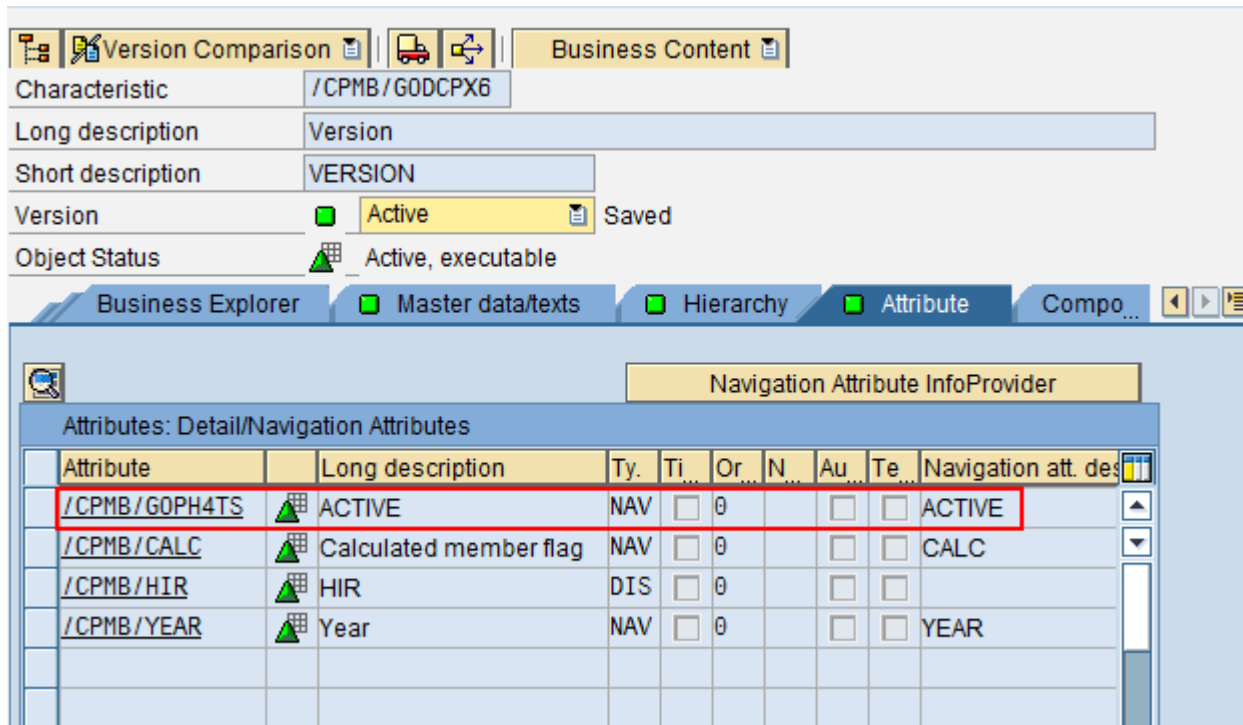 Version Comparison Business Content
Characteristic /CPMB/GODCPX6
Long description Version
Short description VERSION
Version Active Saved
Object Status Active, executable
Business Explorer Master data/texts Hierarchy Attribute Compo...
Navigation Attribute InfoProvider
Attributes: Detail/Navigation Attributes
Attribute Long description Ty. Ti... Or... N... Au... Te... Navigation att. des
/CPMB/GOPH4TS ACTIVE NAV 0 ACTIVE
/CPMB/CALC Calculated member flag NAV 0 CALC
/CPMB/HIR HIR DIS 0
/CPMB/YEAR Year NAV 0 YEAR